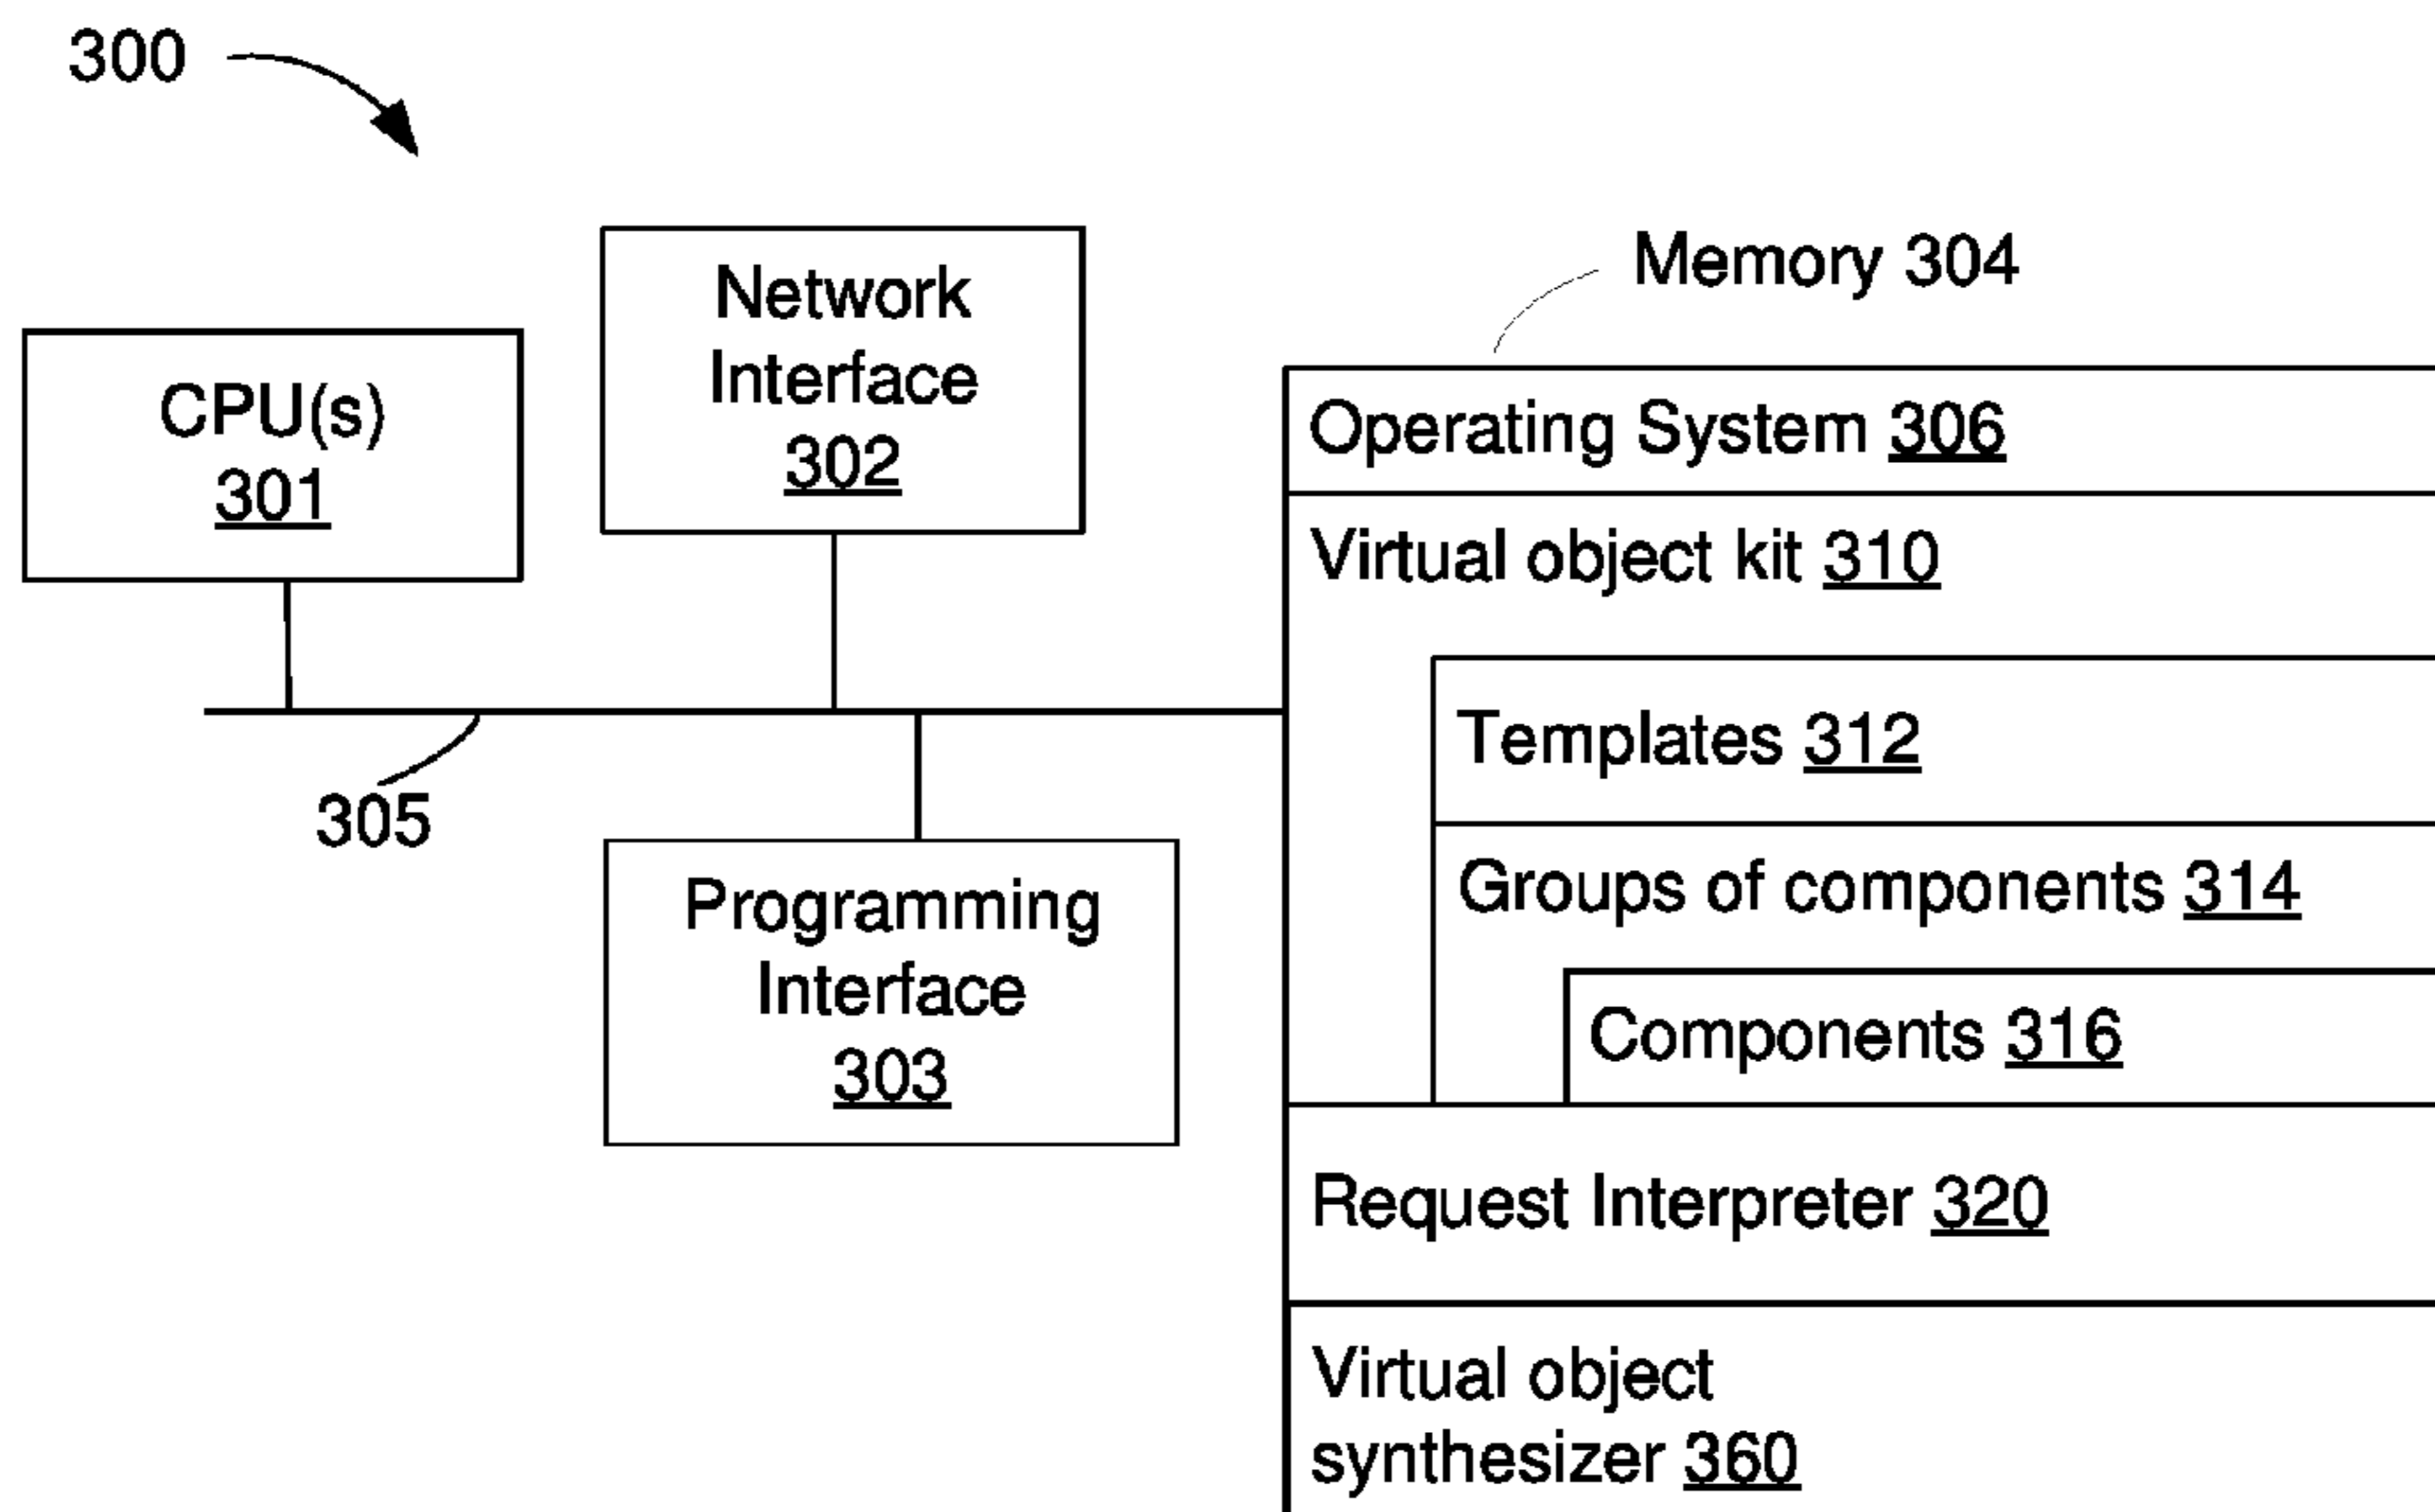 300
Memory 304
Network
Interface
302
CPU(s)
301
Operating System 306
Virtual object kit 310
Templates 312
305
Groups of components 314
Programming
Interface
303
Components 316
Request Interpreter 320
Virtual object
synthesizer 360